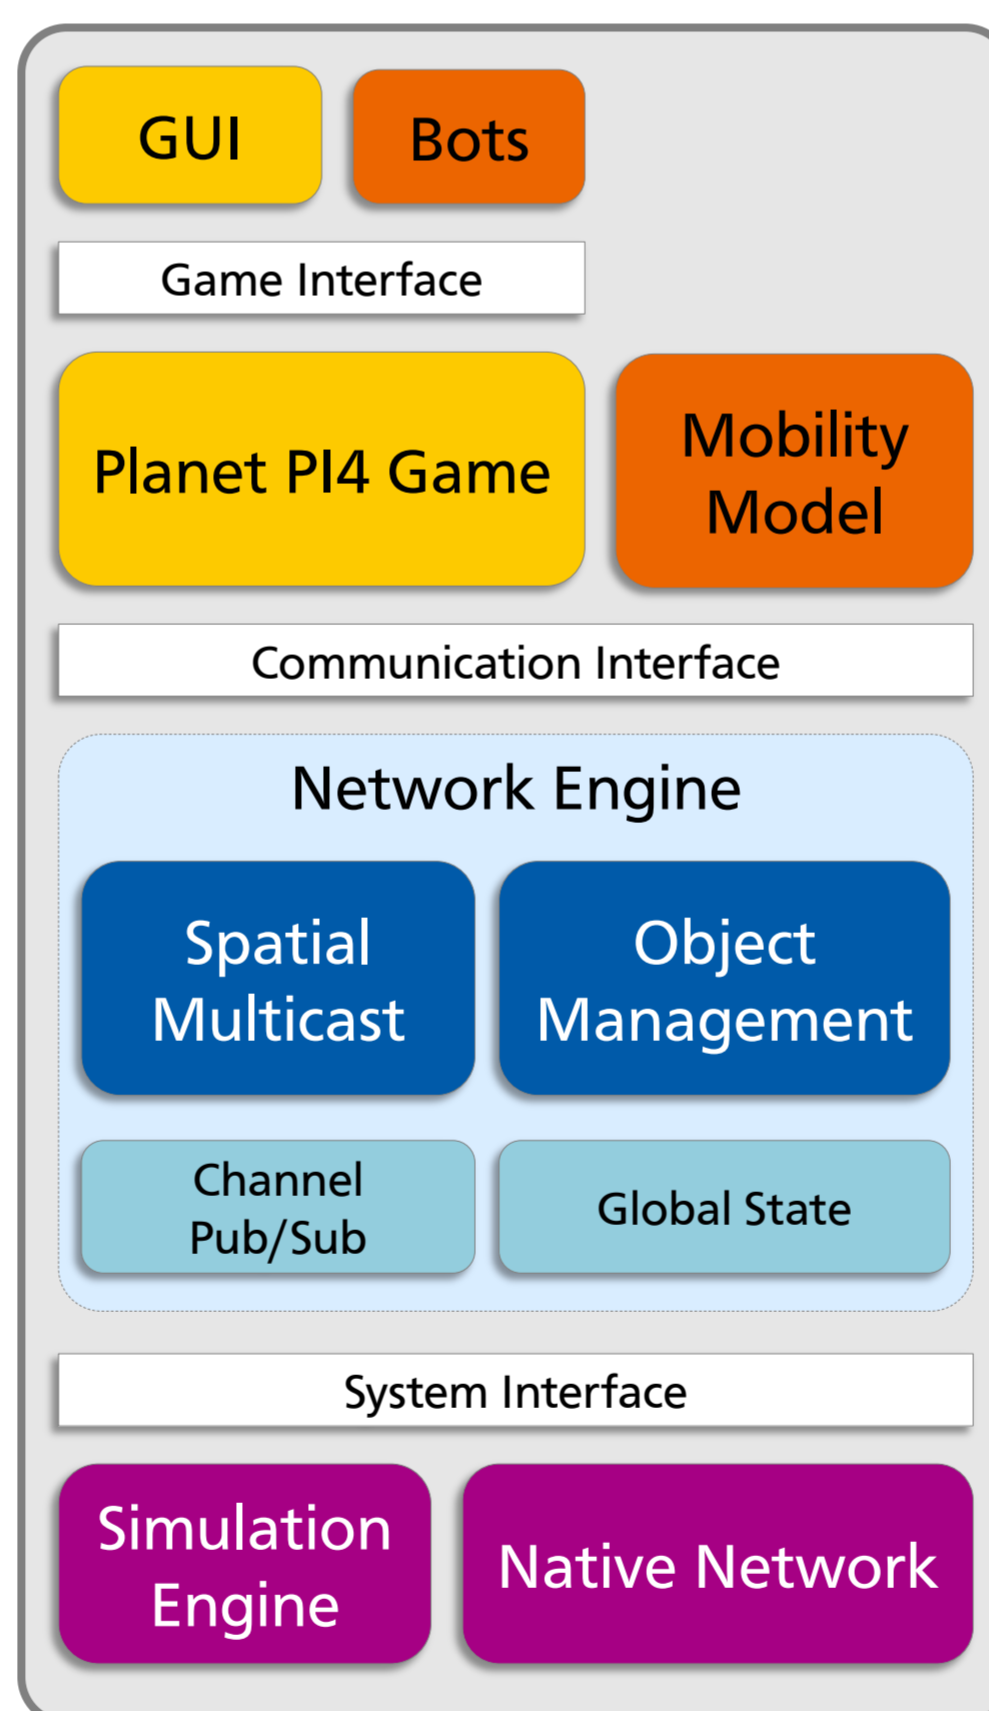 GUI
Bots
Game Interface
Planet PI4 Game
Mobility
Model
Communication Interface
Network Engine
Spatial
Multicast
Object
Management
Channel
Pub/Sub
Global State
System Interface
Simulation
Engine
Native Network